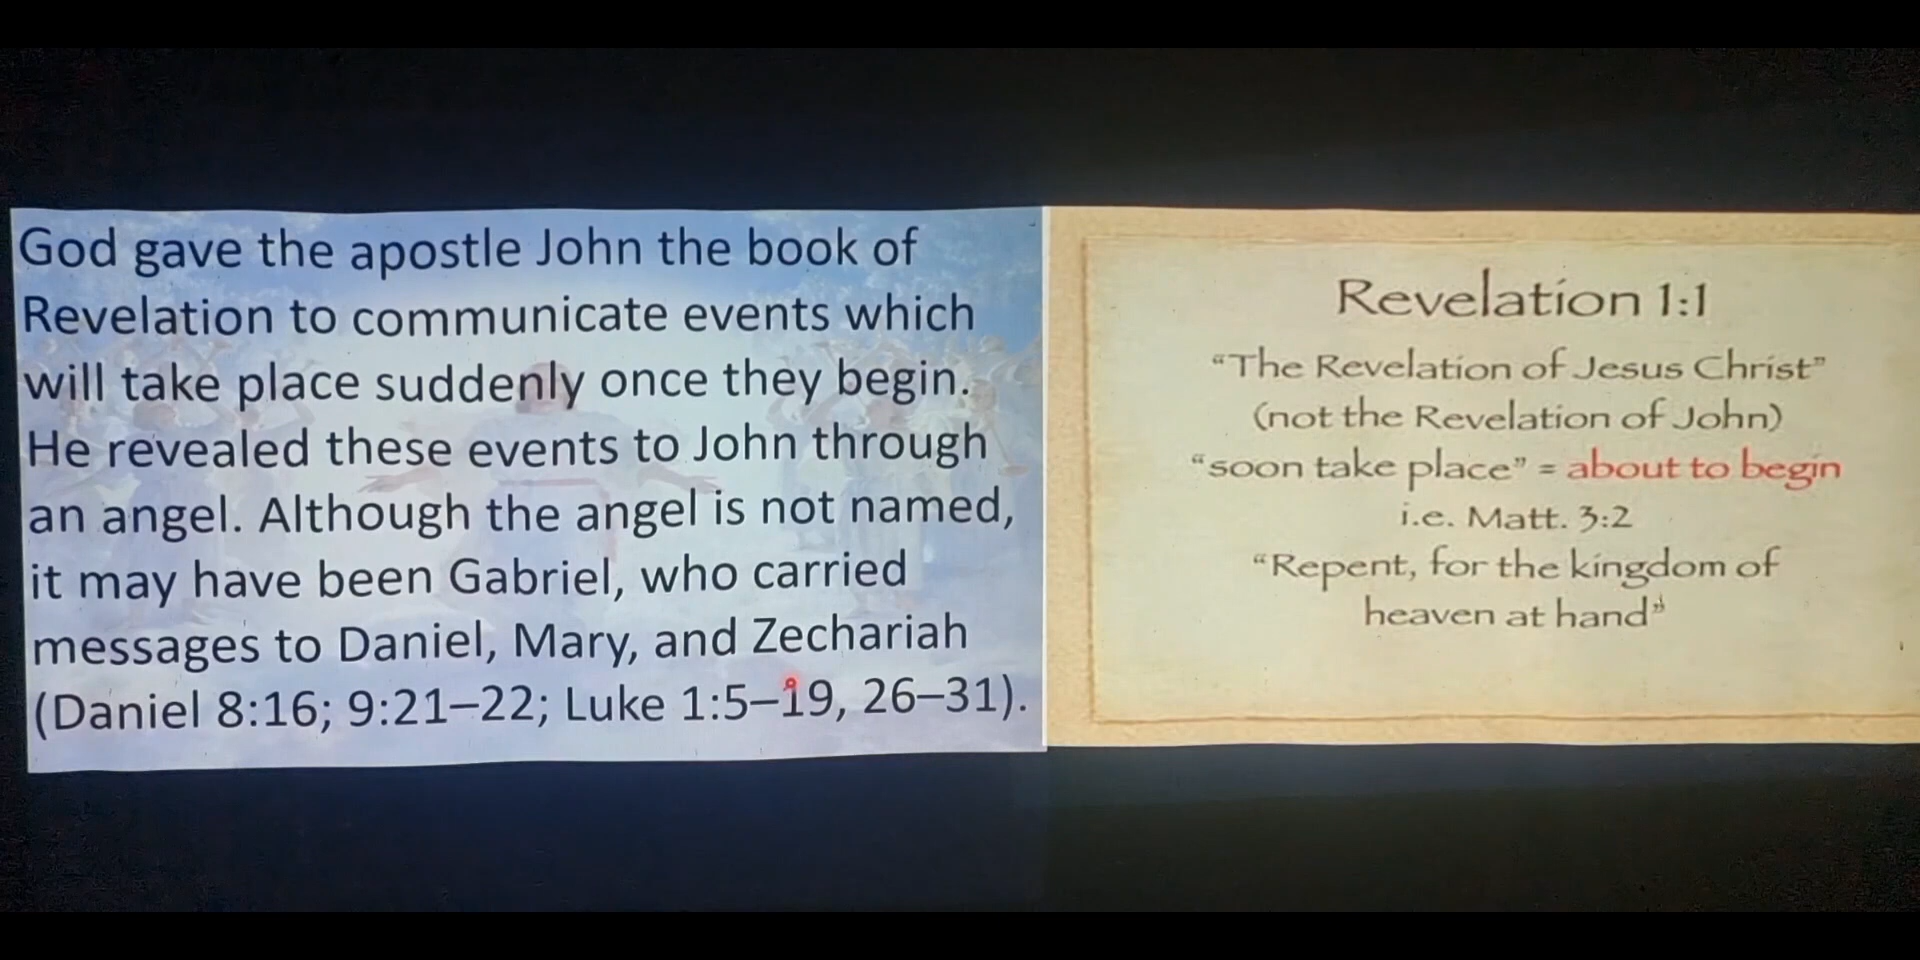 God gave the apostle John the book of
Revelation to communicate events which
will take place suddenly once they begin.
He revealed these events to John through
an angel. Although the angel is not named,
it may have been Gabriel, who carried
messages to Daniel, Mary, and Zechariah
(Daniel 8:16; 9:21–22; Luke 1:5–19, 26–31).
Revelation 1:1
“The Revelation of Jesus Christ”
(not the Revelation of John)
“soon take place” = about to begin
i.e. Matt. 3:2
“Repent, for the kingdom of
heaven at hand”